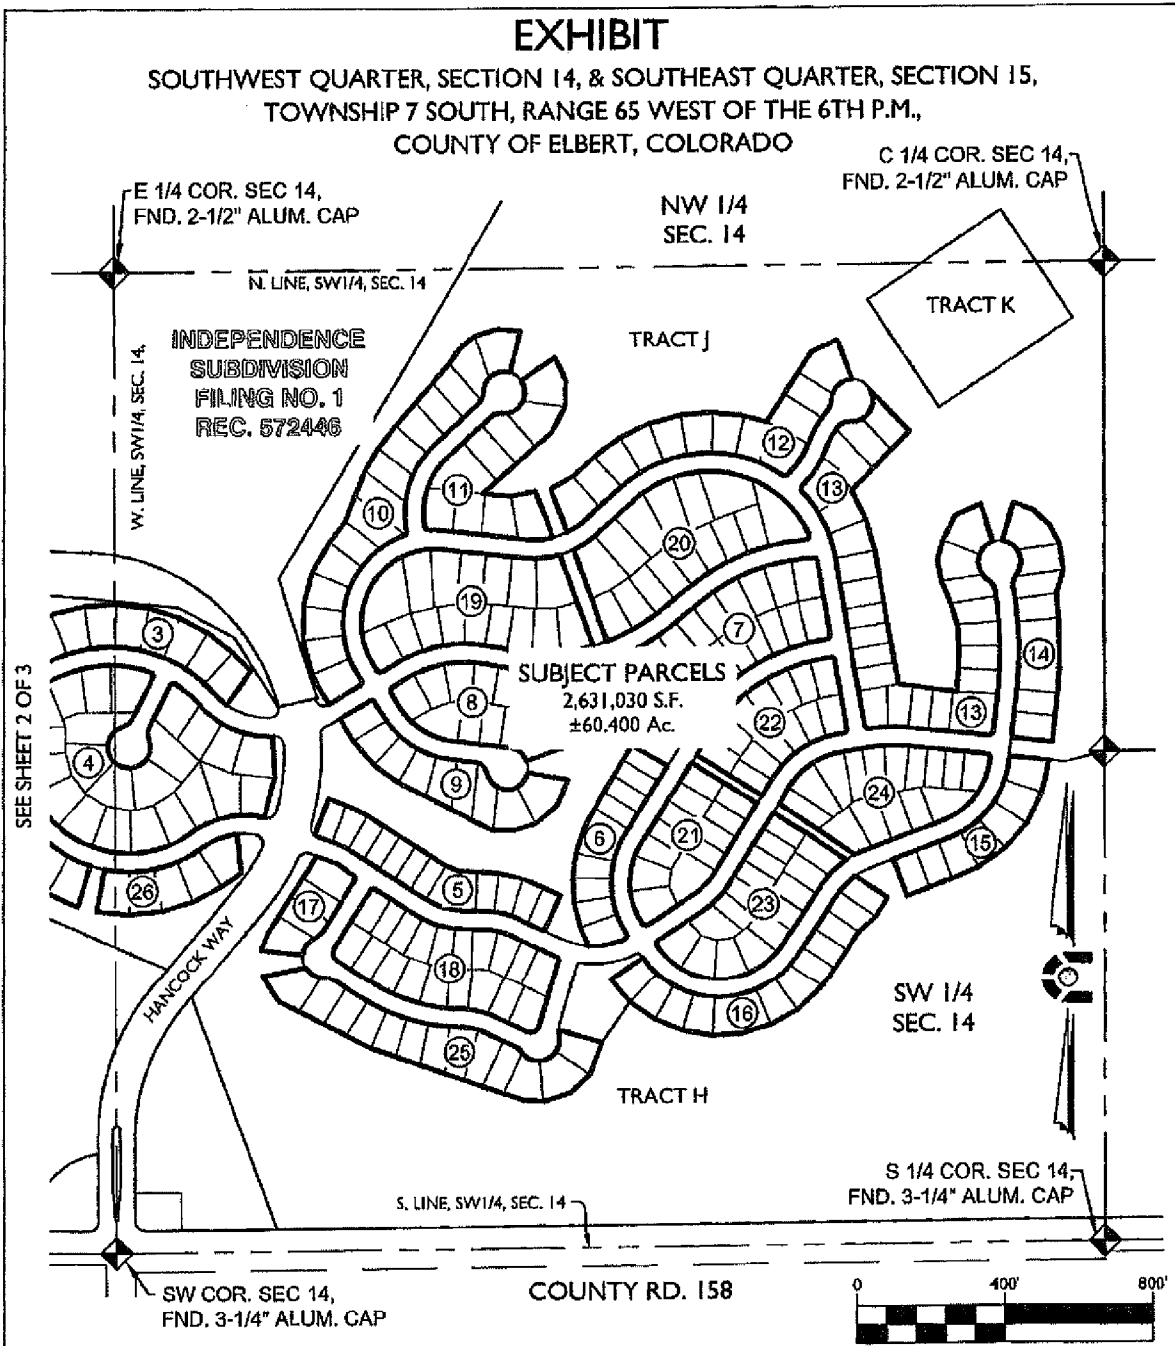 EXHIBIT
SOUTHWEST QUARTER, SECTION 14, & SOUTHEAST QUARTER, SECTION 15,
TOWNSHIP 7 SOUTH, RANGE 65 WEST OF THE 6TH P.M.,
COUNTY OF ELBERT, COLORADO
C 1/4 COR. SEC 14,
FND. 2-1/2" ALUM. CAP
E 1/4 COR. SEC 14,
FND. 2-1/2" ALUM. CAP
NW 1/4
SEC. 14
N. LINE, SW1/4, SEC. 14
TRACT K
INDEPENDENCE
SUBDIVISION
FILING NO. 1
REC. 572446
TRACT J
W. LINE, SW1/4, SEC. 14,
12
11
13
10
20
19
3
7
14
SUBJECT PARCELS
2,631,030 S.F.
±60.400 Ac.
8
22
13
SEE SHEET 2 OF 3
4
9
24
6
21
15
26
5
17
23
HANCOCK WAY
18
16
SW 1/4
SEC. 14
25
TRACT H
S 1/4 COR. SEC 14,
FND. 3-1/4" ALUM. CAP
S. LINE, SW1/4, SEC. 14
SW COR. SEC 14,
FND. 3-1/4" ALUM. CAP
COUNTY RD. 158
0 400' 800'